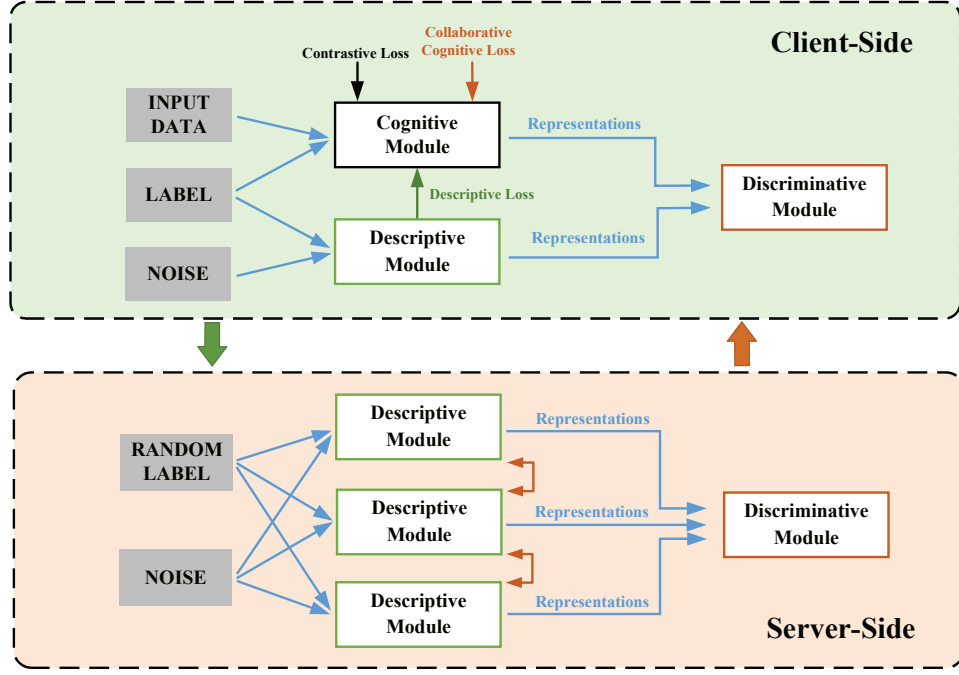 Client-Side
Contrastive Loss
Collaborative
Cognitive Loss
INPUT
DATA
LABEL
NOISE
Cognitive
Module
Descriptive Loss
Descriptive
Module
Representations
Representations
Discriminative
Module
RANDOM
LABEL
NOISE
Descriptive
Module
Descriptive
Module
Descriptive
Module
Representations
Representations
Representations
Discriminative
Module
Server-Side